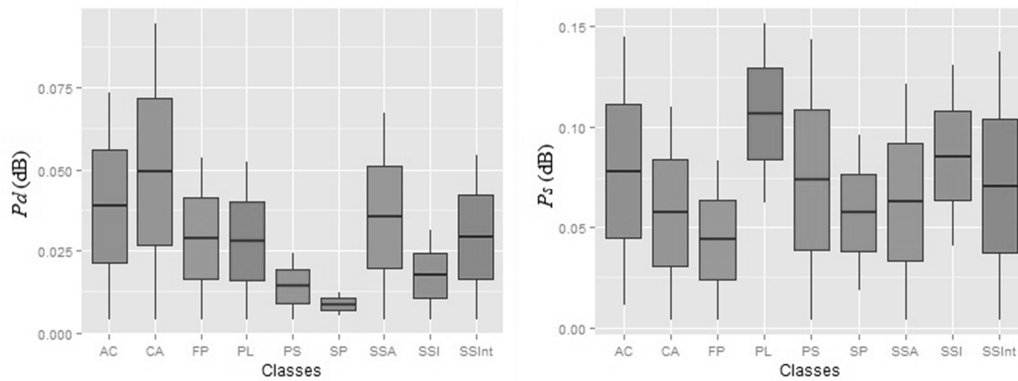 Pd (dB)
0.075
0.050
0.025
0.000
AC CA FP PL PS SP SSA SSI SSInt
Classes
Ps (dB)
0.15
0.10
0.05
0.00
AC CA FP PL PS SP SSA SSI SSInt
Classes